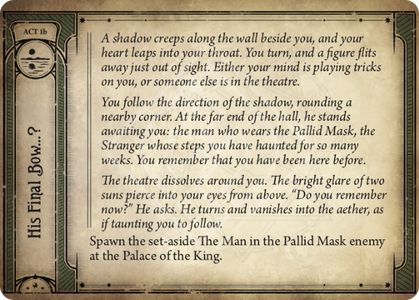 ACT 1b
His Final Bow...?
A shadow creeps along the wall beside you, and your
heart leaps into your throat. You turn, and a figure flits
away just out of sight. Either your mind is playing tricks
on you, or someone else is in the theatre.
You follow the direction of the shadow, rounding a
nearby corner. At the far end of the hall, he stands
awaiting you: the man who wears the Pallid Mask, the
Stranger whose steps you have haunted for so many
weeks. You remember that you have been here before.
The theatre dissolves around you. The bright glare of two
suns pierce into your eyes from above. “Do you remember
now?” He asks. He turns and vanishes into the aether, as
if taunting you to follow.
Spawn the set-aside The Man in the Pallid Mask enemy
at the Palace of the King.